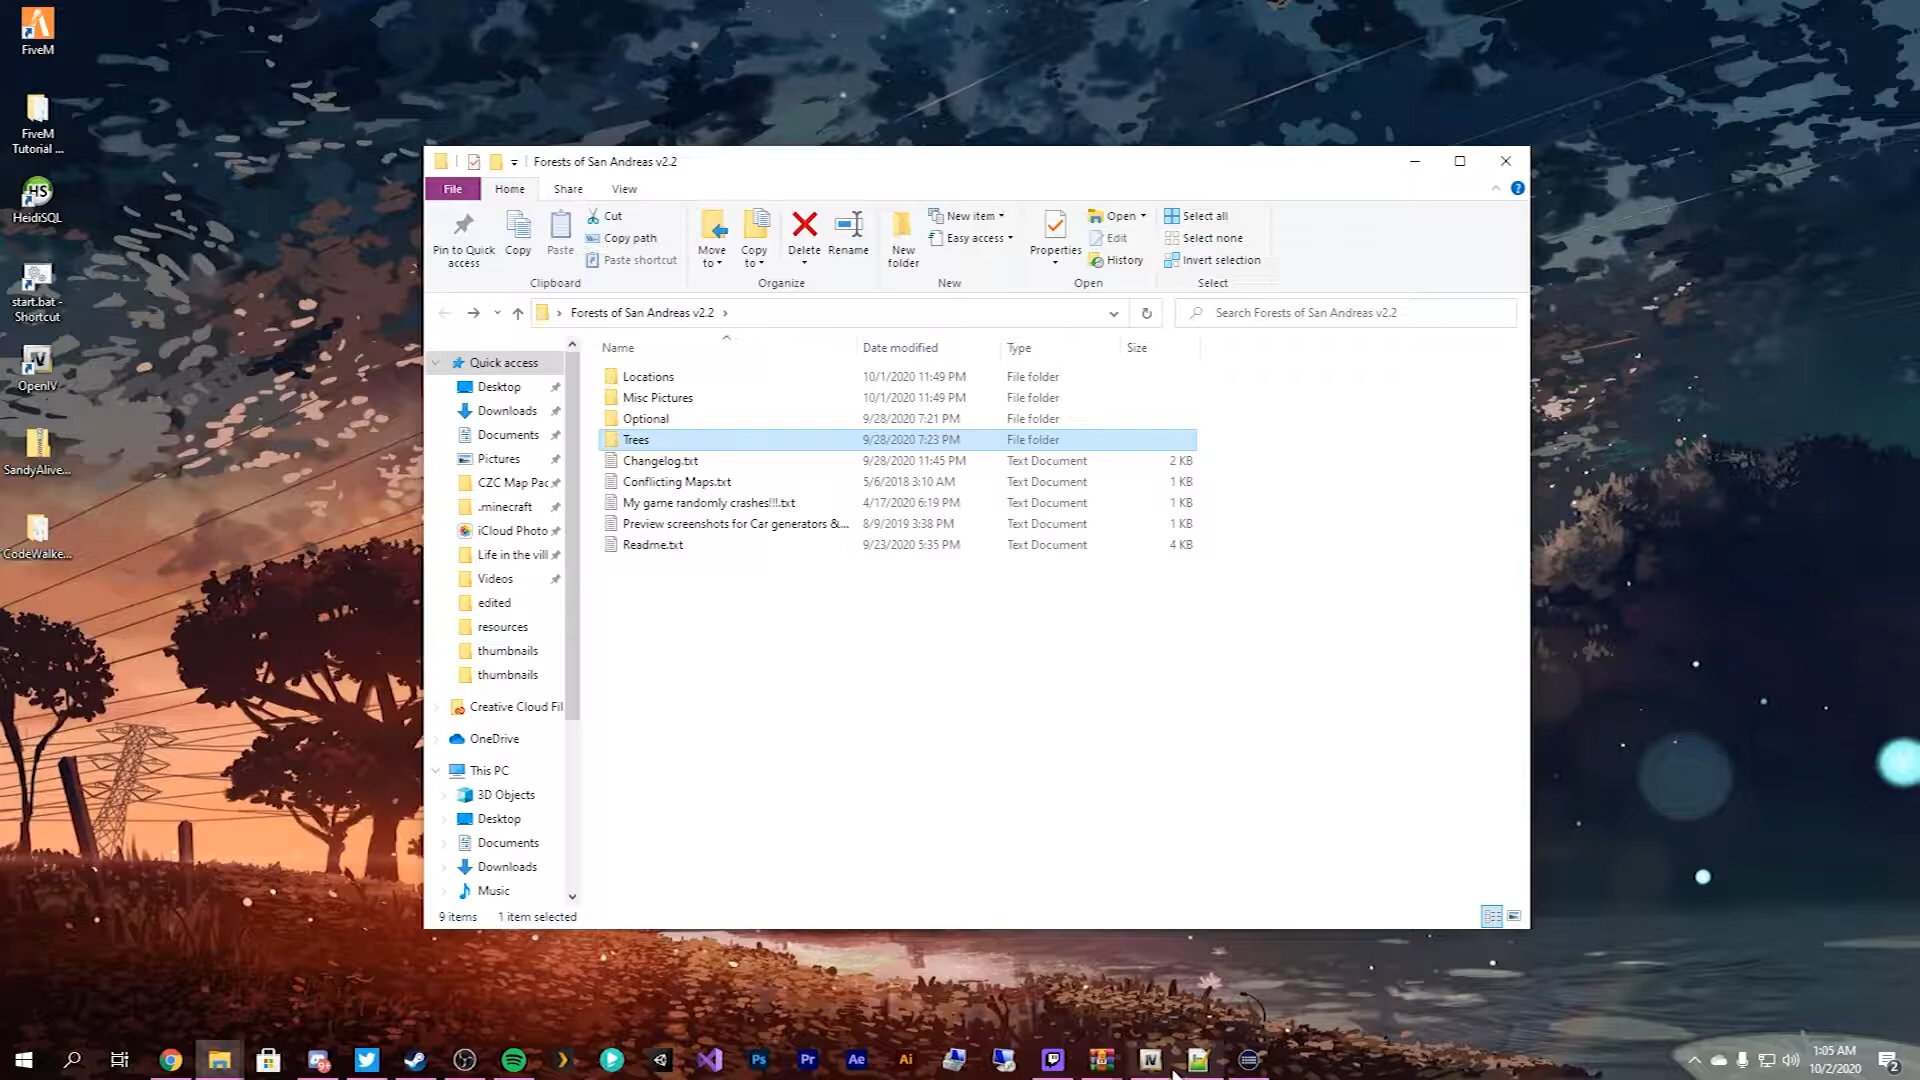 FiveM
FiveM
Tutorial ...
HS
HeidiSQL
start.bat -
Shortcut
OpenIV
SandyAlive...
CodeWalke...
Forests of San Andreas v2.2
File
Home
Share
View
Pin to Quick
access
Copy
Paste
Cut
Copy path
Paste shortcut
Clipboard
Move
to
Copy
to
Delete
Rename
Organize
New
folder
New item
Easy access
New
Properties
Open
Edit
History
Open
Select all
Select none
Invert selection
Select
Forests of San Andreas v2.2
Search Forests of San Andreas v2.2
Quick access
Desktop
Downloads
Documents
Pictures
CZC Map Pac
.minecraft
iCloud Photo
Life in the vill
Videos
edited
resources
thumbnails
thumbnails
Creative Cloud Fil
OneDrive
This PC
3D Objects
Desktop
Documents
Downloads
Music
Name Date modified Type Size
Locations 10/1/2020 11:49 PM File folder
Misc Pictures 10/1/2020 11:49 PM File folder
Optional 9/28/2020 7:21 PM File folder
Trees 9/28/2020 7:23 PM File folder
Changelog.txt 9/28/2020 11:45 PM Text Document 2 KB
Conflicting Maps.txt 5/6/2018 3:10 AM Text Document 1 KB
My game randomly crashes!!!.txt 4/17/2020 6:19 PM Text Document 1 KB
Preview screenshots for Car generators &... 8/9/2019 3:38 PM Text Document 1 KB
Readme.txt 9/23/2020 5:35 PM Text Document 4 KB
9 items 1 item selected
Ps
Pr
Ae
Ai
1:05 AM
10/2/2020
2